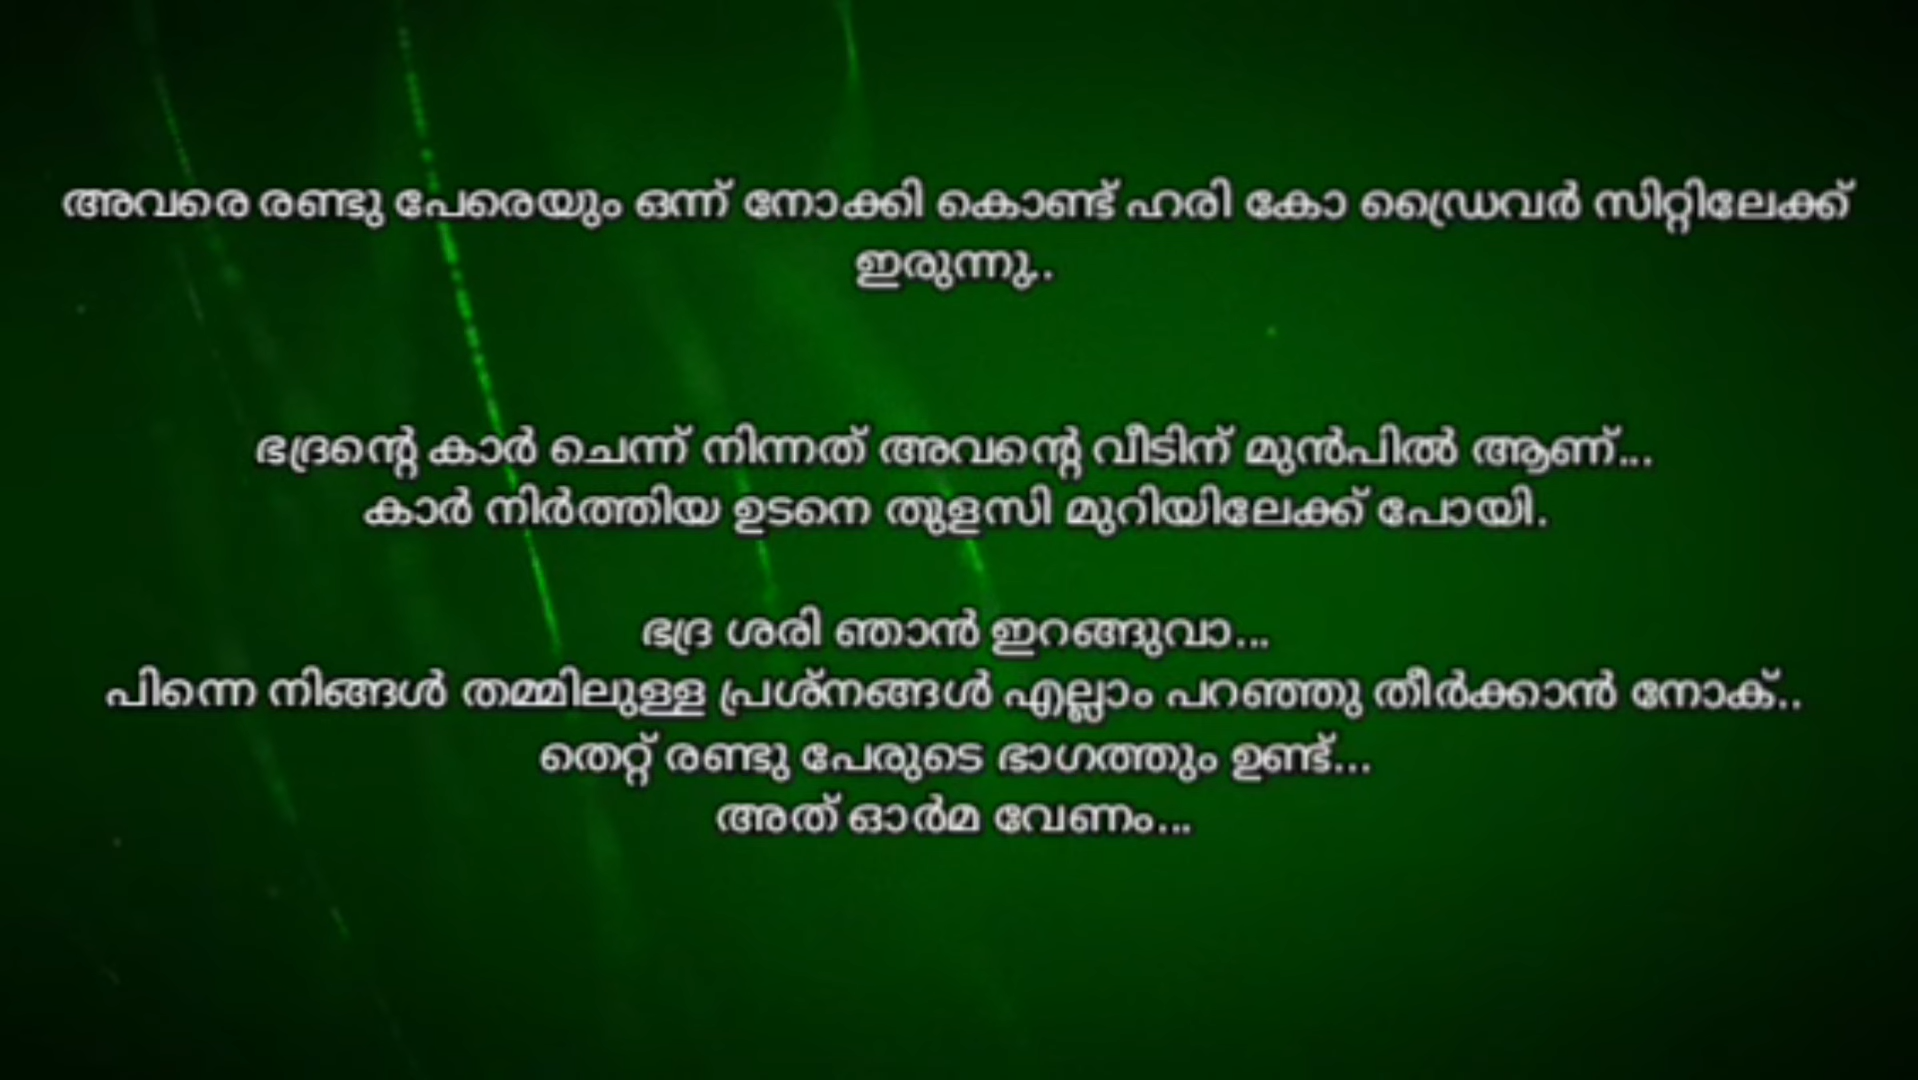 അവരെ രണ്ടു പേരെയും ഒന്ന് നോക്കി കൊണ്ട് ഹരി കോ ഡ്രൈവർ സിറ്റിലേക്ക്
ഇരുന്നു..
ഭദ്രന്റെ കാർ ചെന്ന് നിന്നത് അവന്റെ വീടിന് മുൻപിൽ ആണ്...
കാർ നിർത്തിയ ഉടനെ തുളസി മുറിയിലേക്ക് പോയി.
ഭദ്ര ശരി ഞാൻ ഇറങ്ങുവാ...
പിന്നെ നിങ്ങൾ തമ്മിലുള്ള പ്രശ്നങ്ങൾ എല്ലാം പറഞ്ഞു തീർക്കാൻ നോക്..
തെറ്റ് രണ്ടു പേരുടെ ഭാഗത്തും ഉണ്ട്...
അത് ഓർമ വേണം...